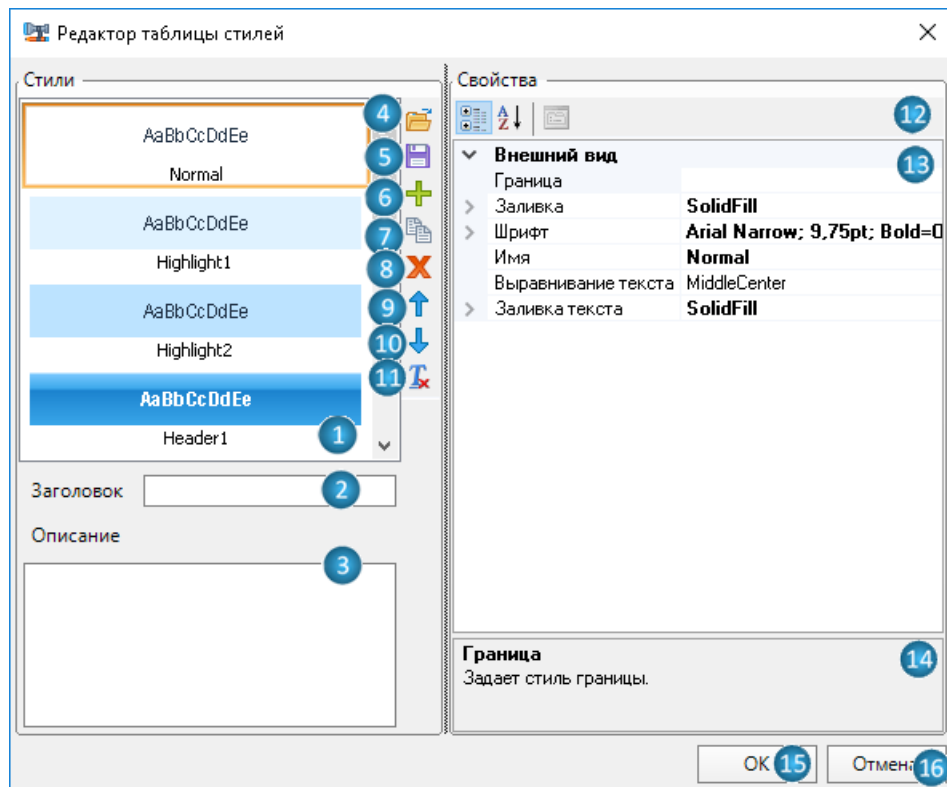 Редактор таблицы стилей
Стили
AaBbCcDdEe
Normal
AaBbCcDdEe
Highlight1
AaBbCcDdEe
Highlight2
AaBbCcDdEe
Header1
1
4
5
6
7
8
9
10
11
Заголовок
2
Описание
3
Свойства
12
13
Внешний вид
Граница
Заливка SolidFill
Шрифт Arial Narrow; 9,75pt; Bold=
Имя Normal
Выравнивание текста MiddleCenter
Заливка текста SolidFill
Граница
Задает стиль границы.
14
OK 15
Отмена 16